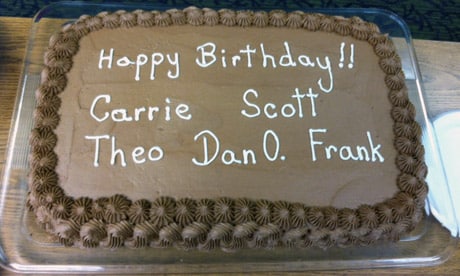 Happy Birthday!!
Carrie Scott
Theo Dan O. Frank